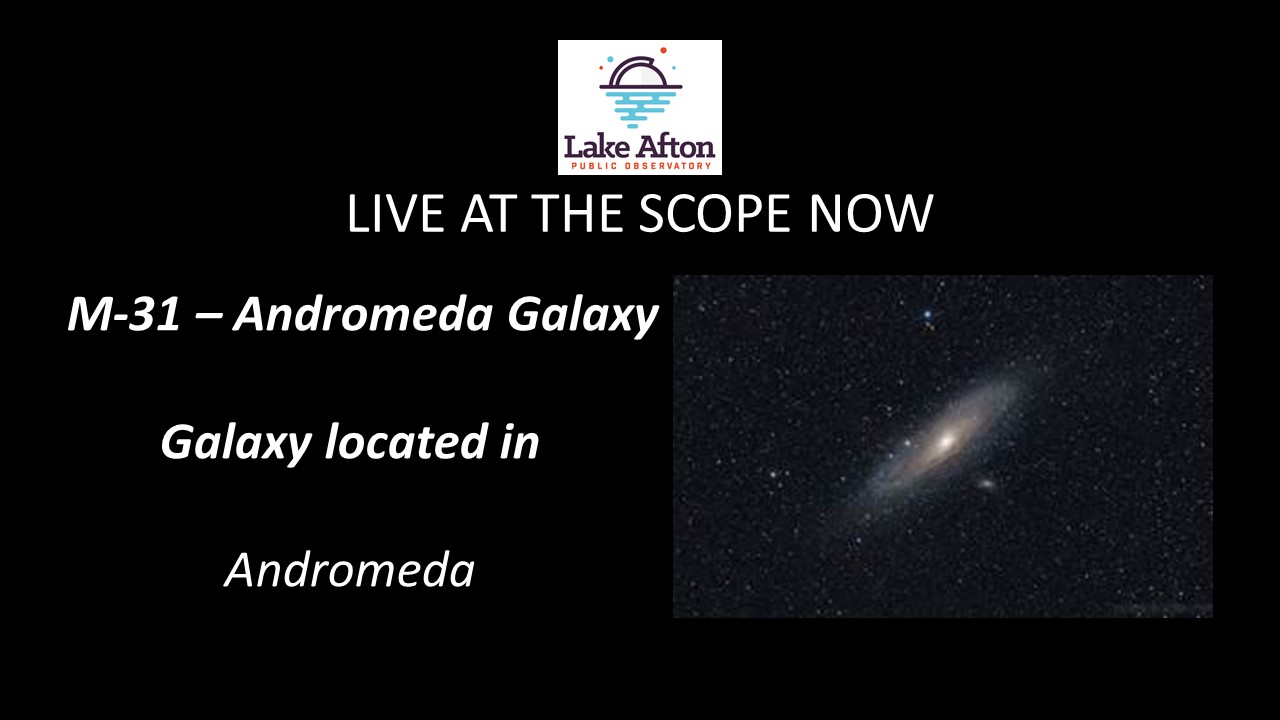 Lake Afton
PUBLIC OBSERVATORY
LIVE AT THE SCOPE NOW
M-31 – Andromeda Galaxy
Galaxy located in
Andromeda